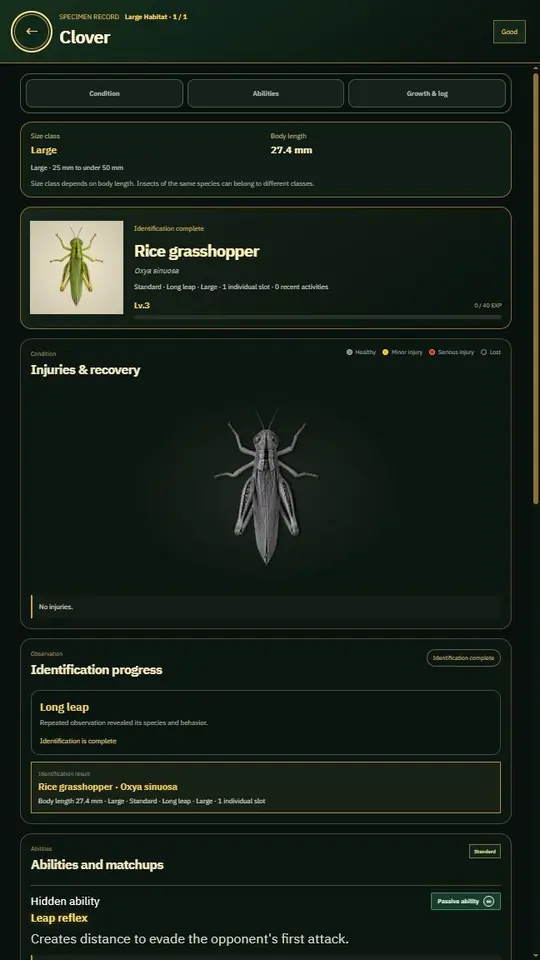 SPECIMEN RECORD Large Habitat · 1 / 1
Clover
Good
Condition
Abilities
Growth & log
Size class
Large
Body length
27.4 mm
Large · 25 mm to under 50 mm
Size class depends on body length. Insects of the same species can belong to different classes.
Identification complete
Rice grasshopper
Oxya sinuosa
Standard · Long leap · Large · 1 individual slot · 0 recent activities
Lv.3
0 / 40 EXP
Condition
Healthy
Minor injury
Serious injury
Lost
Injuries & recovery
No injuries.
Observation
Identification progress
Identification complete
Long leap
Repeated observation revealed its species and behavior.
Identification is complete
Identification result
Rice grasshopper · Oxya sinuosa
Body length 27.4 mm · Large · Standard · Long leap · Large · 1 individual slot
Abilities
Abilities and matchups
Standard
Hidden ability
Leap reflex
Passive ability
Creates distance to evade the opponent's first attack.